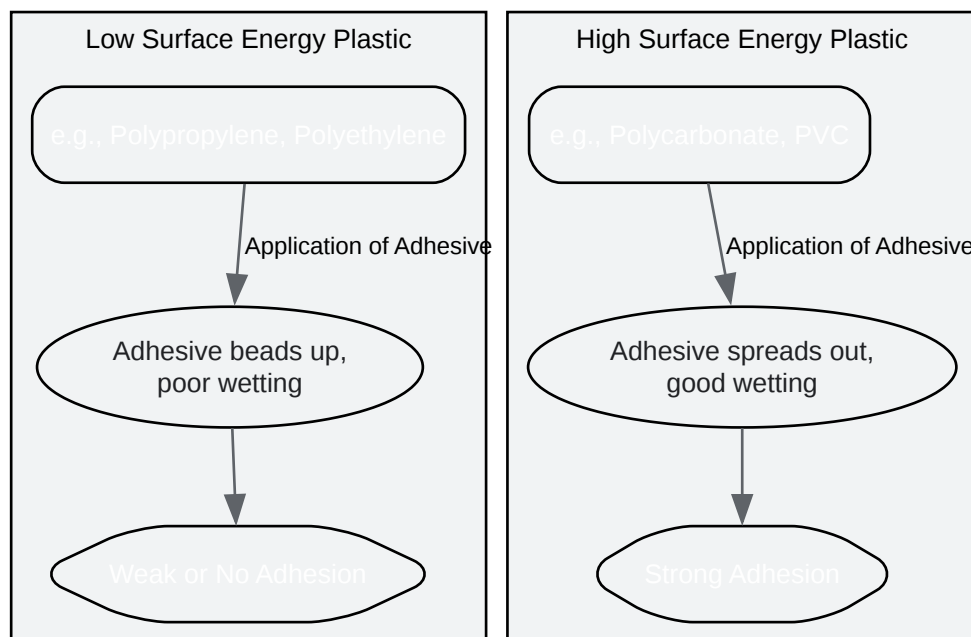 Low Surface Energy Plastic
e.g., Polypropylene, Polyethylene
Application of Adhesive
Adhesive beads up,
poor wetting
Weak or No Adhesion
High Surface Energy Plastic
e.g., Polycarbonate, PVC
Application of Adhesive
Adhesive spreads out,
good wetting
Strong Adhesion